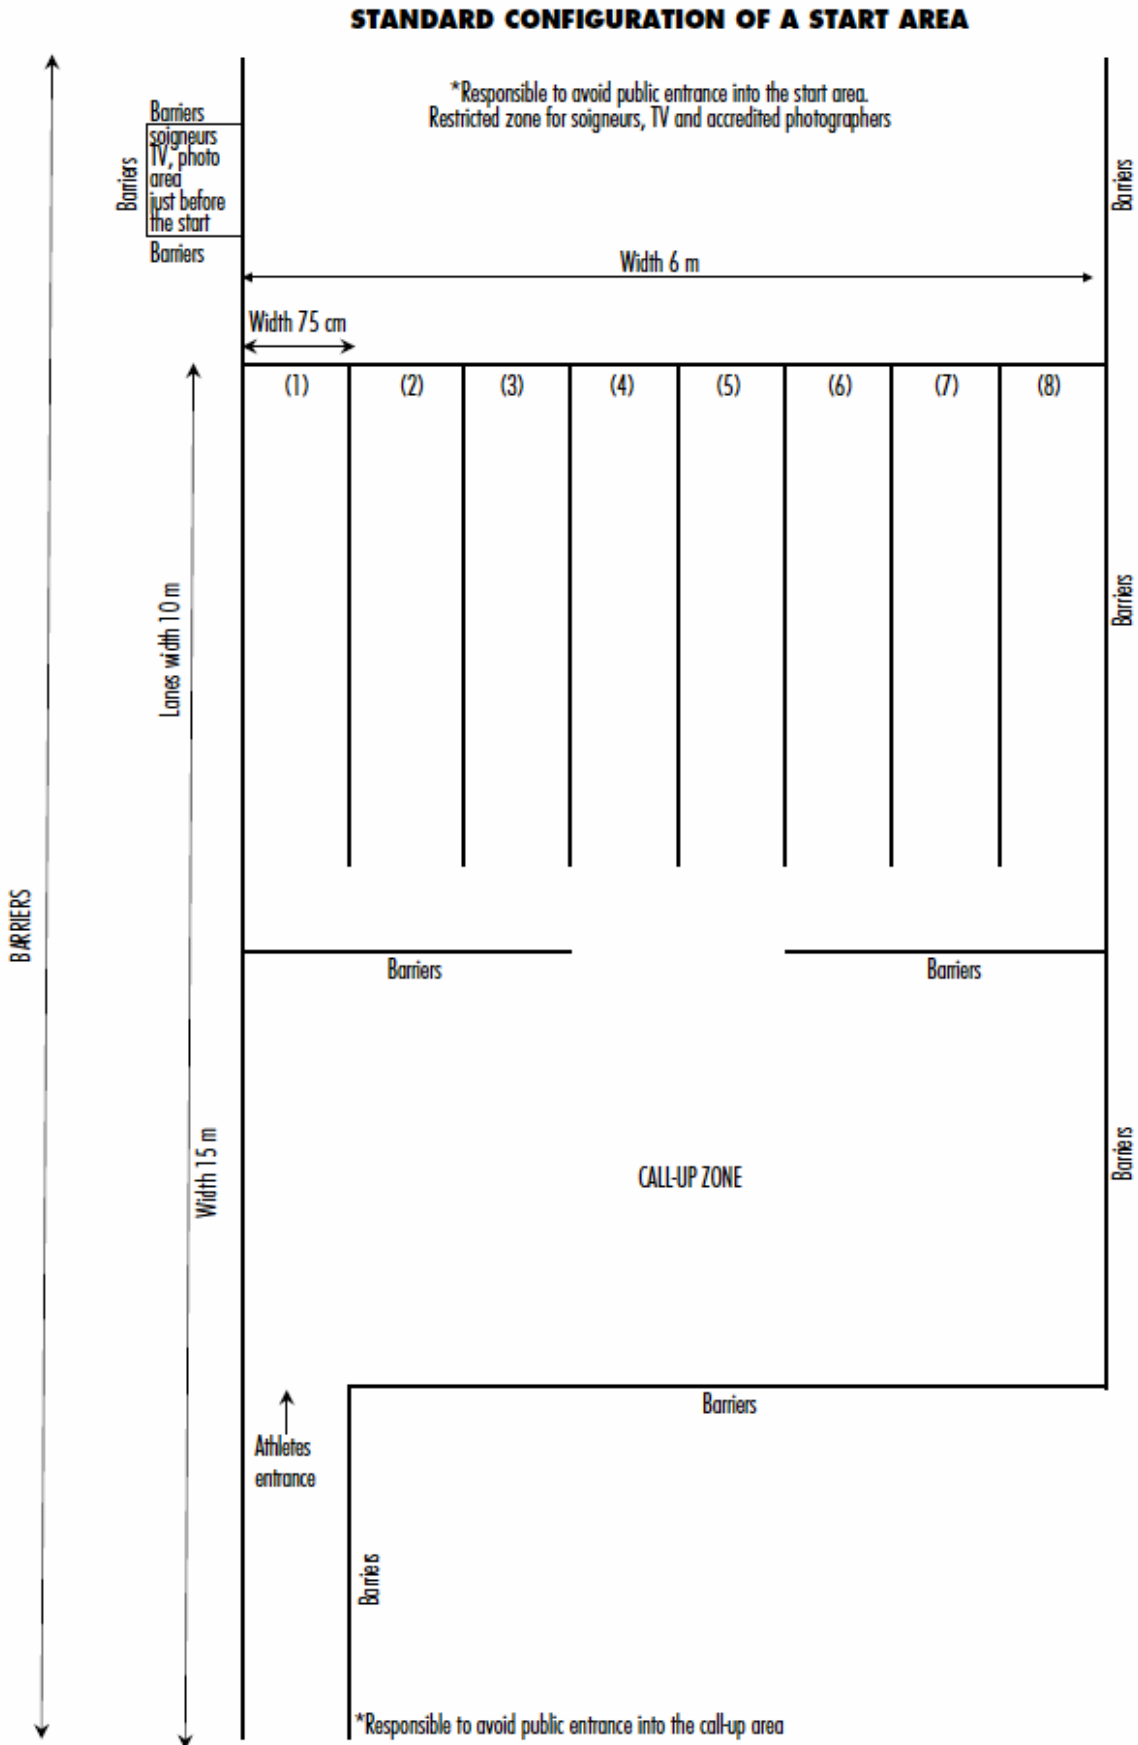 STANDARD CONFIGURATION OF A START AREA
*Responsible to avoid public entrance into the start area.
Restricted zone for soigneurs, TV and accredited photographers
Barriers
soigneurs
TV, photo
area
just before
the start
Barriers
Barriers
Barriers
Width 6 m
Width 75 cm
(1) (2) (3) (4) (5) (6) (7) (8)
Lanes width 10 m
Barriers
BARRIERS
Barriers
Barriers
Width 15 m
CALL-UP ZONE
Barriers
Barriers
Athletes
entrance
Barriers
*Responsible to avoid public entrance into the call-up area